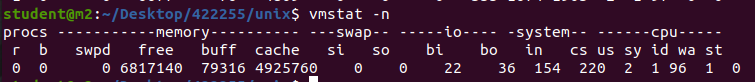 student@m2:~/Desktop/422255/unix$ vmstat -n
procs -----------memory---------- ---swap-- -----io---- -system-- ------cpu-----
 r  b   swpd   free   buff  cache   si   so    bi    bo   in   cs us sy id wa st
 0  0      0 6817140  79316 4925760    0    0    22    36  154  220  2  1 96  1  0